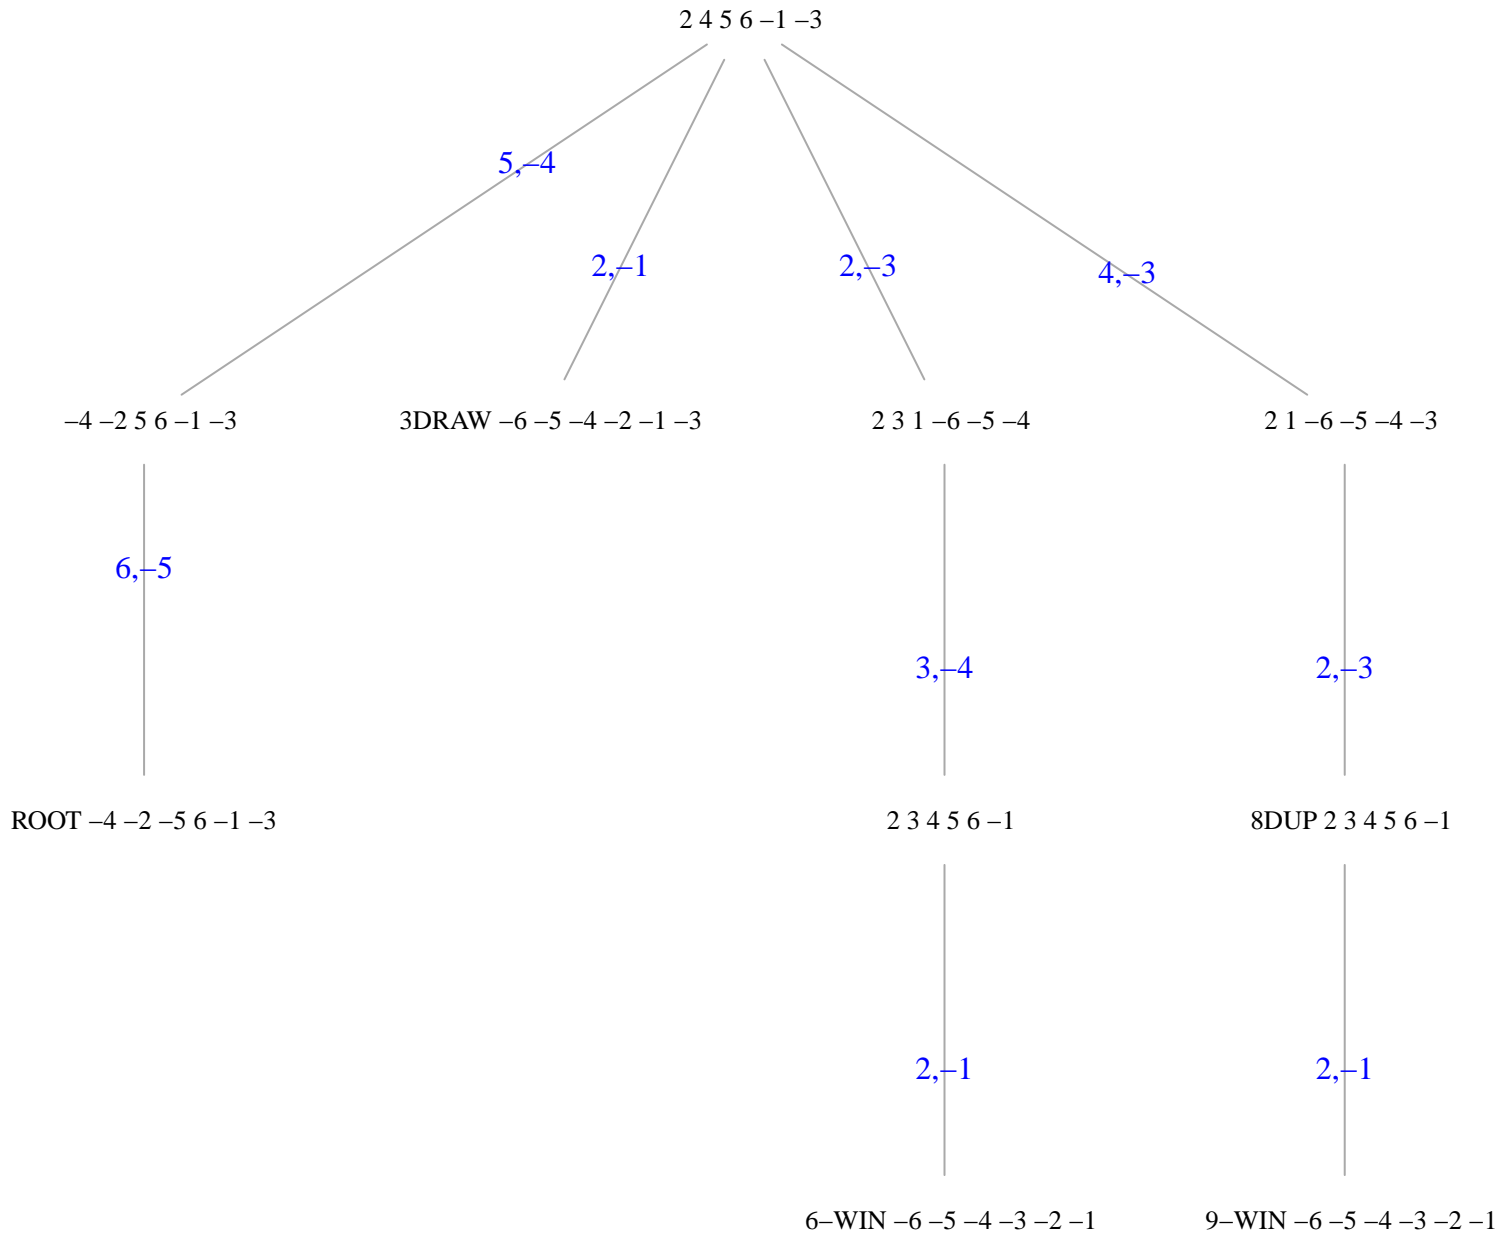 2 4 5 6 –1 –3
5,–4
2,–1
2,–3
4,–3
–4 –2 5 6 –1 –3
3DRAW –6 –5 –4 –2 –1 –3
2 3 1 –6 –5 –4
2 1 –6 –5 –4 –3
6,–5
3,–4
2,–3
ROOT –4 –2 –5 6 –1 –3
2 3 4 5 6 –1
8DUP 2 3 4 5 6 –1
2,–1
2,–1
6–WIN –6 –5 –4 –3 –2 –1
9–WIN –6 –5 –4 –3 –2 –1